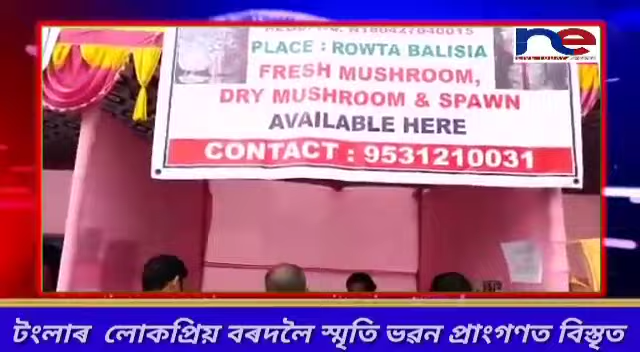 PLACE : ROWTA BALISIA
FRESH MUSHROOM,
DRY MUSHROOM & SPAWN
AVAILABLE HERE
CONTACT : 9531210031
ne
টংলাৰ লোকপ্ৰিয় বৰদলৈ স্মৃতি ভৱন প্ৰাংগণত বিস্তৃত